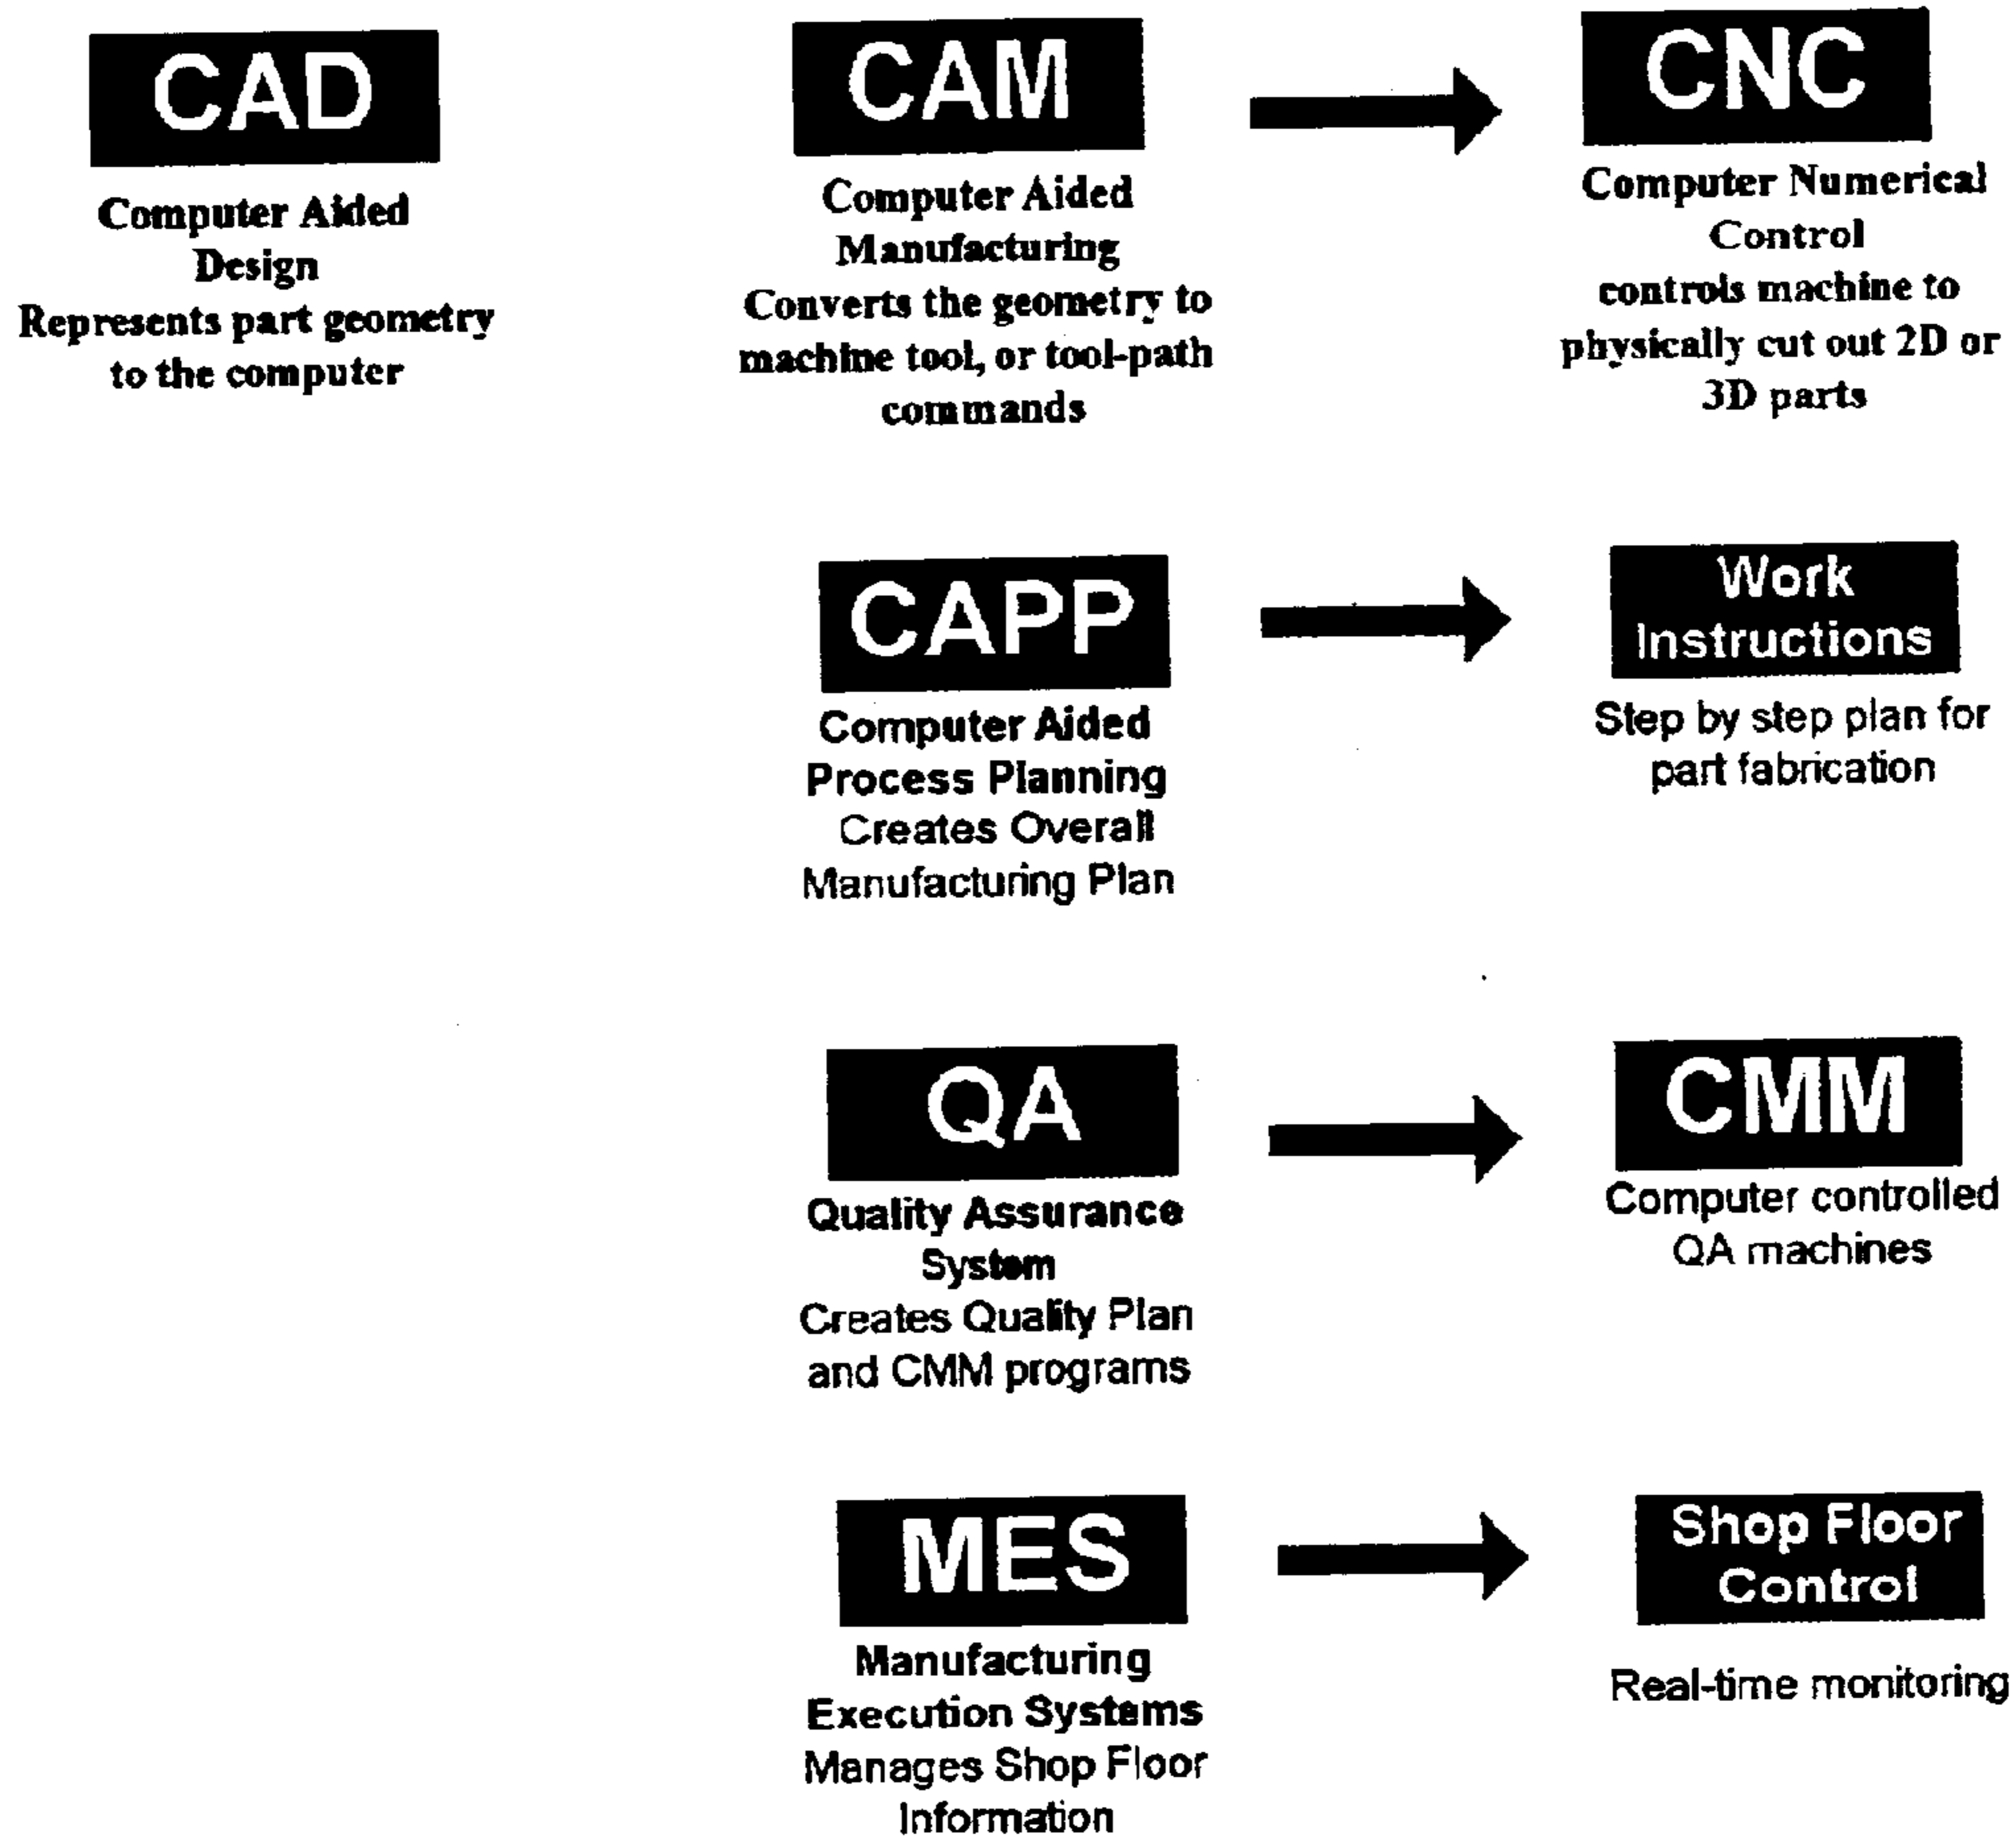 CAD
Computer Aided
Design
Represents part geometry
to the computer
CAM
Computer Aided
Manufacturing
Converts the geometry to
machine tool, or tool-path
commands
CNC
Computer Numerical
Control
controls machine to
physically cut out 2D or
3D parts
CAPP
Computer Aided
Process Planning
Creates Overall
Manufacturing Plan
Work
Instructions
Step by step plan for
part fabrication
QA
Quality Assurance
System
Creates Quality Plan
and CMM programs
CMM
Computer controlled
QA machines
MES
Manufacturing
Execution Systems
Manages Shop Floor
Information
Shop Floor
Control
Real-time monitoring